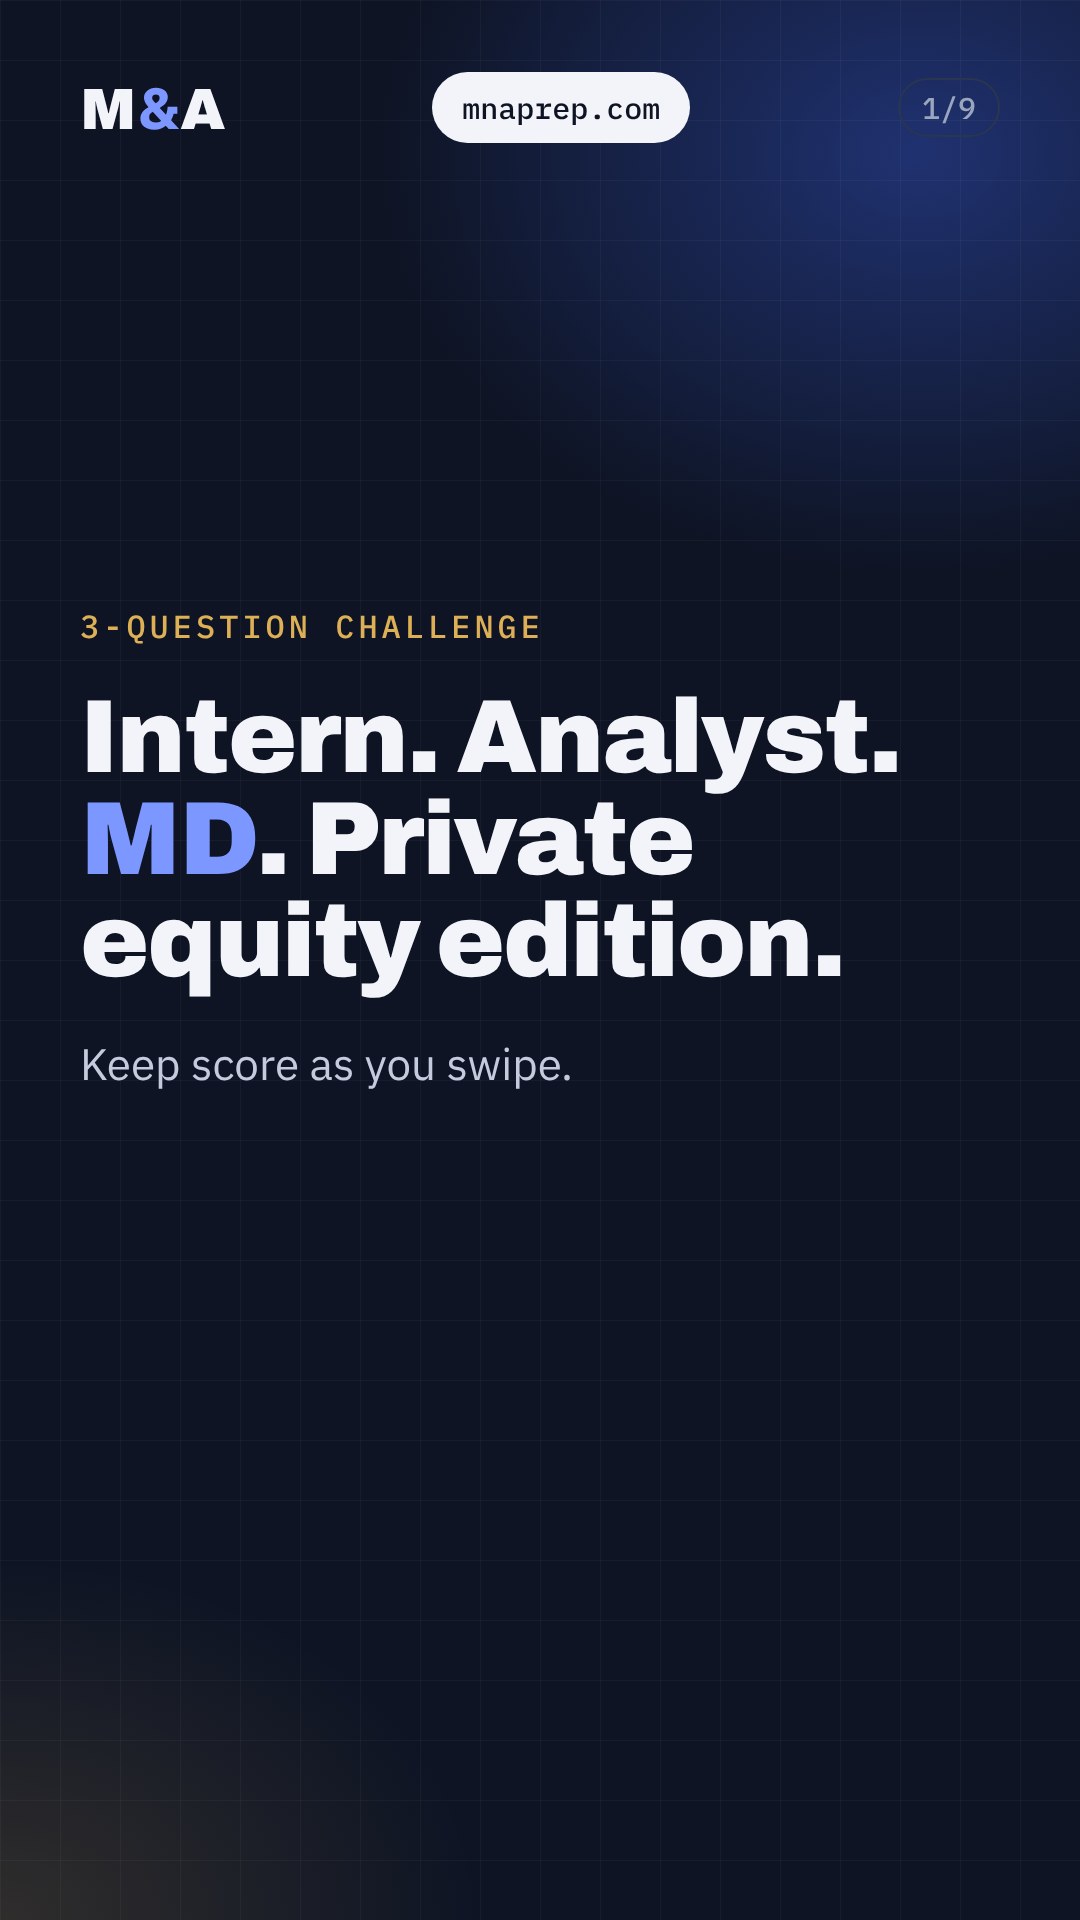 M&A
mnaprep.com
1/9
3-QUESTION CHALLENGE
Intern. Analyst.
MD. Private
equity edition.
Keep score as you swipe.